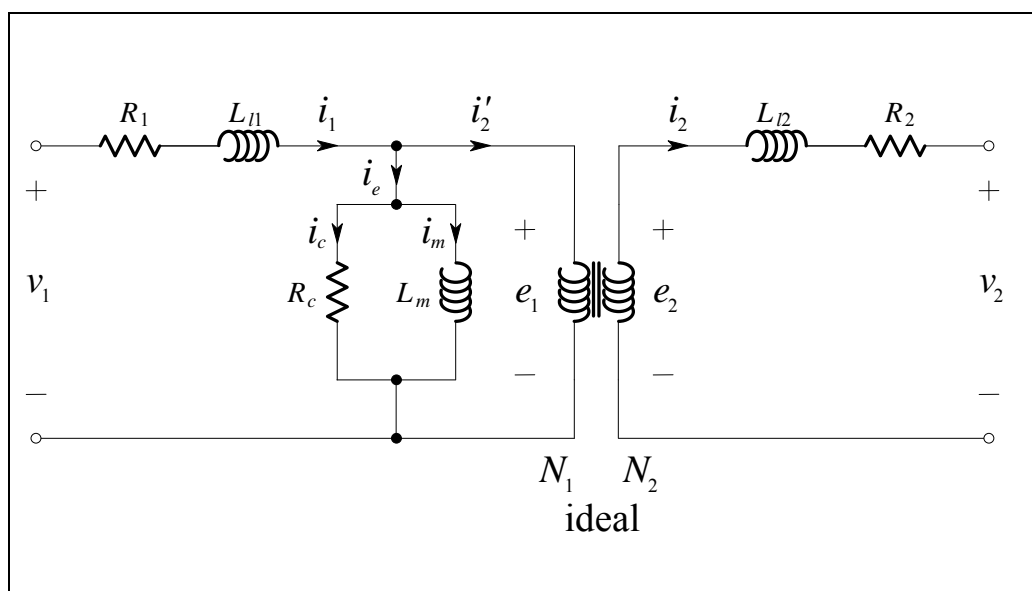 R1 Ll1 i1 i2′ i2 Ll2 R2
+ ie +
ic im + +
v1 Rc Lm e1 e2 v2
− −
− −
N1 N2
ideal